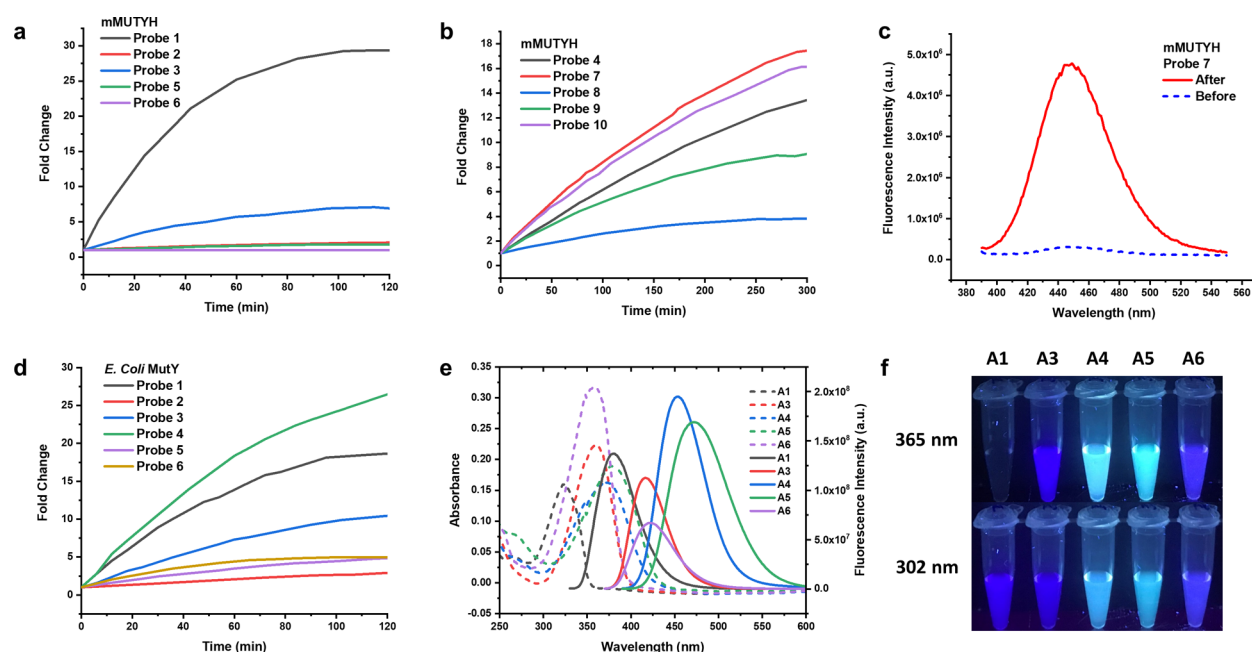 a
mMUTYH
Probe 1
Probe 2
Probe 3
Probe 5
Probe 6
Fold Change
30
25
20
15
10
5
0
0 20 40 60 80 100 120
Time (min)
b
mMUTYH
Probe 4
Probe 7
Probe 8
Probe 9
Probe 10
Fold Change
18
16
14
12
10
8
6
4
2
0
0 50 100 150 200 250 300
Time (min)
c
mMUTYH
Probe 7
After
Before
Fluorescence Intensity (a.u.)
5.0x10⁶
4.0x10⁶
3.0x10⁶
2.0x10⁶
1.0x10⁶
0.0
380 400 420 440 460 480 500 520 540 560
Wavelength (nm)
d
E. Coli MutY
Probe 1
Probe 2
Probe 3
Probe 4
Probe 5
Probe 6
Fold Change
30
25
20
15
10
5
0
0 20 40 60 80 100 120
Time (min)
e
Absorbance
0.35
0.30
0.25
0.20
0.15
0.10
0.05
0.00
-0.05
A1
A3
A4
A5
A6
A1
A3
A4
A5
A6
2.0x10⁸
1.5x10⁸
1.0x10⁸
5.0x10⁷
0.0
Fluorescence Intensity (a.u.)
250 300 350 400 450 500 550 600
Wavelength (nm)
f
A1 A3 A4 A5 A6
365 nm
302 nm